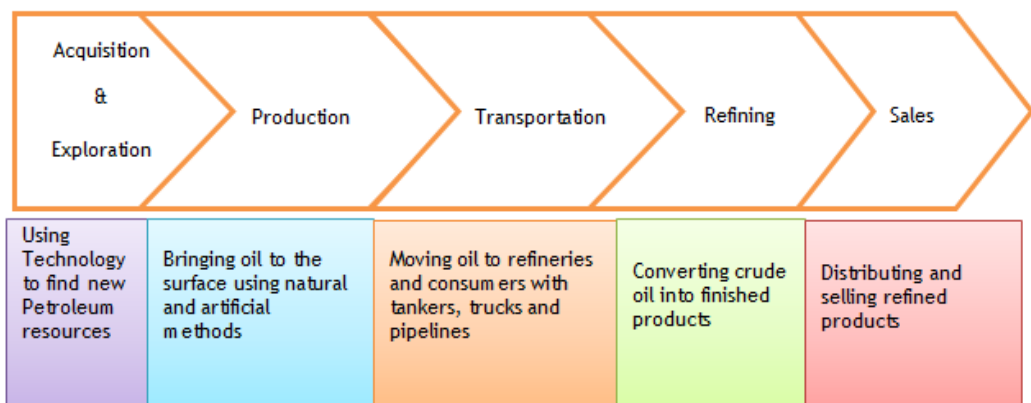 Acquisition
&
Exploration
Production
Transportation
Refining
Sales
Using
Technology
to find new
Petroleum
resources
Bringing oil to the
surface using natural
and artificial
methods
Moving oil to refineries
and consumers with
tankers, trucks and
pipelines
Converting crude
oil into finished
products
Distributing and
selling refined
products